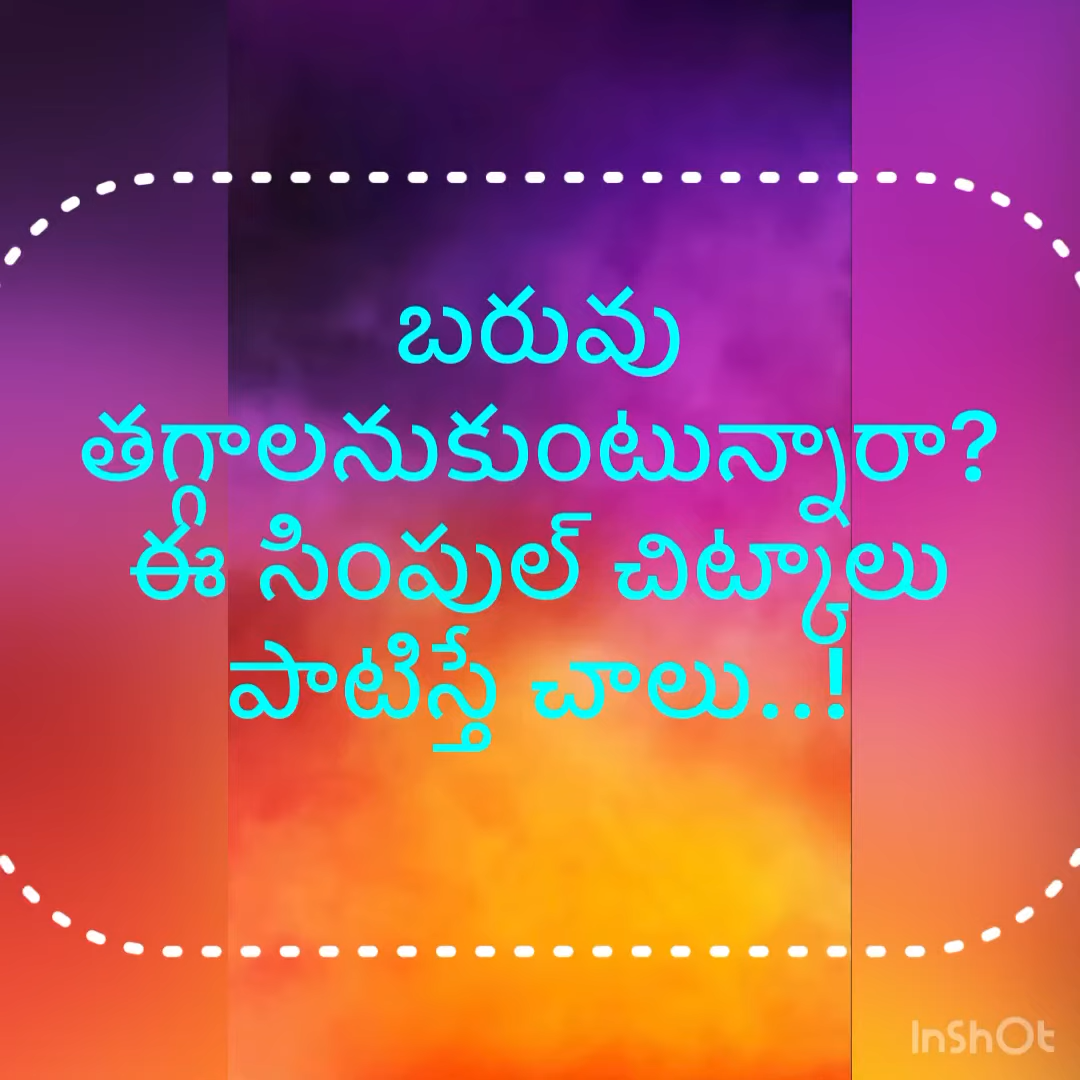 బరువు
తగ్గాలనుకుంటున్నారా?
ఈ సింపుల్ చిట్కాలు
పాటిస్తే చాలు..!
InShOt